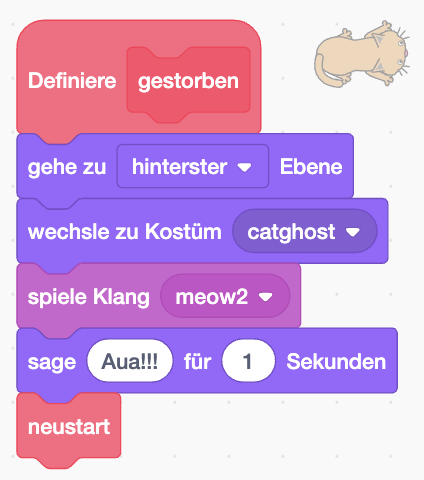 Definiere gestorben
gehe zu hinterster Ebene
wechsle zu Kostüm catghost
spiele Klang meow2
sage Aua!!! für 1 Sekunden
neustart